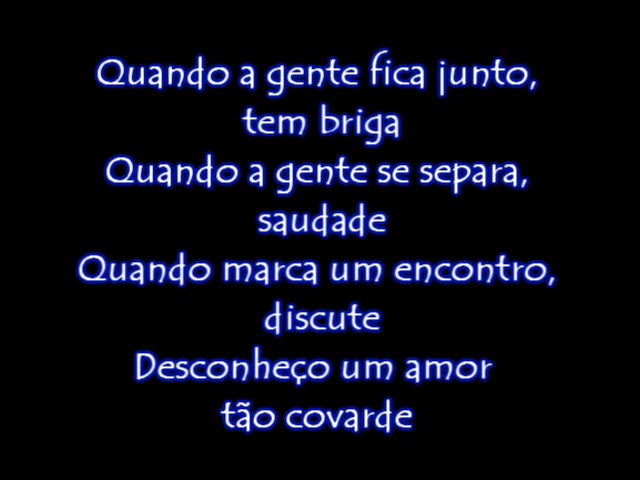 Quando a gente fica junto,
tem briga
Quando a gente se separa,
saudade
Quando marca um encontro,
discute
Desconheço um amor
tão covarde